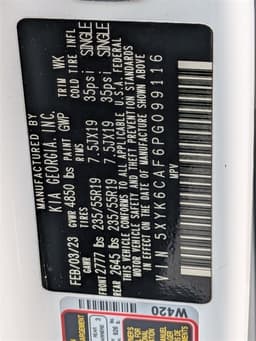 MANUFACTURED BY
KIA GEORGIA, INC.
FEB/03/23 PAINT GWP TRIM WK
GVWR 4850 lbs RIMS COLD TIRE INFL
FRONT 2777 lbs 235/55R19 7.5JX19 35psi SINGLE
REAR 2645 lbs 235/55R19 7.5JX19 35psi SINGLE
THIS VEHICLE CONFORMS TO ALL APPLICABLE U.S.A. FEDERAL
MOTOR VEHICLE SAFETY AND THEFT PREVENTION STANDARDS
IN EFFECT ON THE DATE OF MANUFACTURE SHOWN ABOVE
VIN 5XYK6CAF6PG099116
MPV
W420